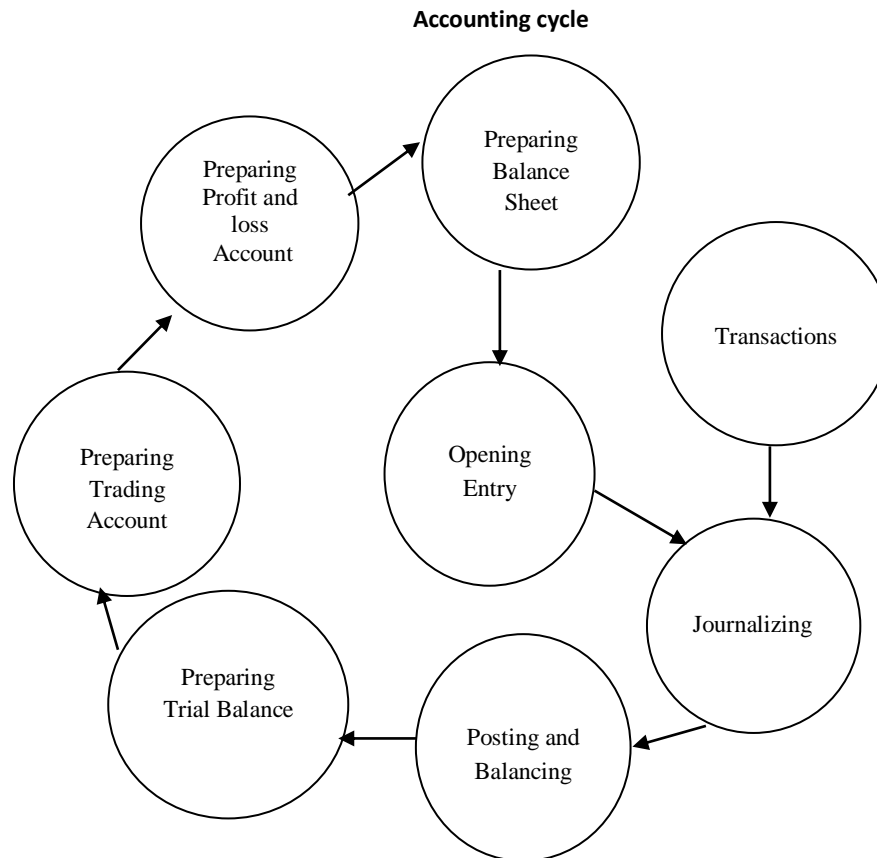 Accounting cycle
Preparing
Balance
Sheet
Preparing
Profit and
loss
Account
Transactions
Opening
Entry
Preparing
Trading
Account
Journalizing
Preparing
Trial Balance
Posting and
Balancing